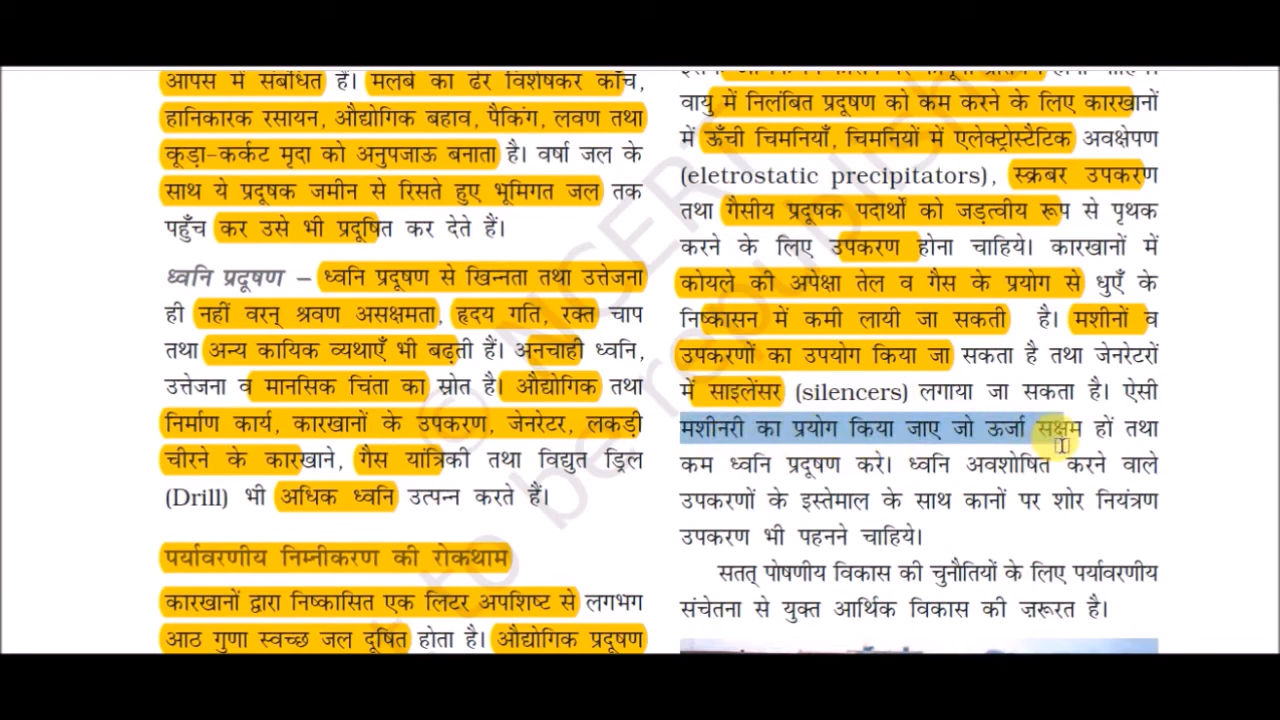 आपस में संबंधित हैं। मलबे का ढेर विशेषकर काँच,
हानिकारक रसायन, औद्योगिक बहाव, पैकिंग, लवण तथा
कूड़ा-कर्कट मृदा को अनुपजाऊ बनाता है। वर्षा जल के
साथ ये प्रदूषक जमीन से रिसते हुए भूमिगत जल तक
पहुँच कर उसे भी प्रदूषित कर देते हैं।
ध्वनि प्रदूषण – ध्वनि प्रदूषण से खिन्नता तथा उत्तेजना
ही नहीं वरन् श्रवण असक्षमता, हृदय गति, रक्त चाप
तथा अन्य कायिक व्यथाएँ भी बढ़ती हैं। अनचाही ध्वनि,
उत्तेजना व मानसिक चिंता का स्रोत है। औद्योगिक तथा
निर्माण कार्य, कारखानों के उपकरण, जेनरेटर, लकड़ी
चीरने के कारखाने, गैस यांत्रिकी तथा विद्युत ड्रिल
(Drill) भी अधिक ध्वनि उत्पन्न करते हैं।
पर्यावरणीय निम्नीकरण की रोकथाम
कारखानों द्वारा निष्कासित एक लिटर अपशिष्ट से लगभग
आठ गुणा स्वच्छ जल दूषित होता है। औद्योगिक प्रदूषण
वायु में निलंबित प्रदूषण को कम करने के लिए कारखानों
में ऊँची चिमनियाँ, चिमनियों में एलेक्ट्रोस्टैटिक अवक्षेपण
(eletrostatic precipitators), स्क्रबर उपकरण
तथा गैसीय प्रदूषक पदार्थों को जड़त्वीय रूप से पृथक
करने के लिए उपकरण होना चाहिये। कारखानों में
कोयले की अपेक्षा तेल व गैस के प्रयोग से धुएँ के
निष्कासन में कमी लायी जा सकती है। मशीनों व
उपकरणों का उपयोग किया जा सकता है तथा जेनरेटरों
में साइलेंसर (silencers) लगाया जा सकता है। ऐसी
मशीनरी का प्रयोग किया जाए जो ऊर्जा सक्षम हों तथा
कम ध्वनि प्रदूषण करे। ध्वनि अवशोषित करने वाले
उपकरणों के इस्तेमाल के साथ कानों पर शोर नियंत्रण
उपकरण भी पहनने चाहिये।
सतत् पोषणीय विकास की चुनौतियों के लिए पर्यावरणीय
संचेतना से युक्त आर्थिक विकास की ज़रूरत है।
© NCERT
to be republish